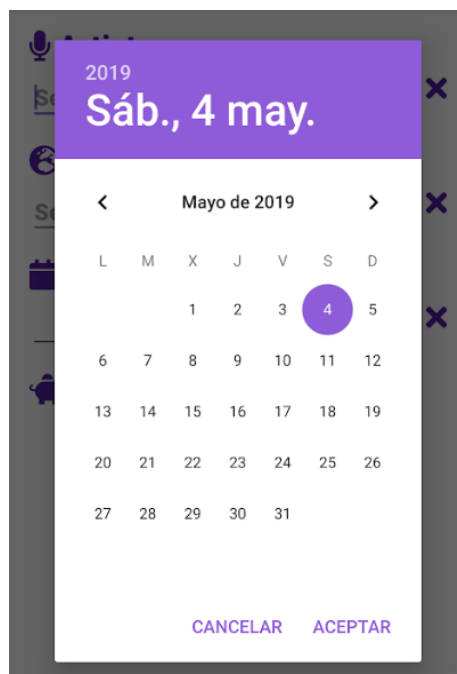 2019
Sáb., 4 may.
Mayo de 2019
L M X J V S D
1 2 3 4 5
6 7 8 9 10 11 12
13 14 15 16 17 18 19
20 21 22 23 24 25 26
27 28 29 30 31
CANCELAR ACEPTAR